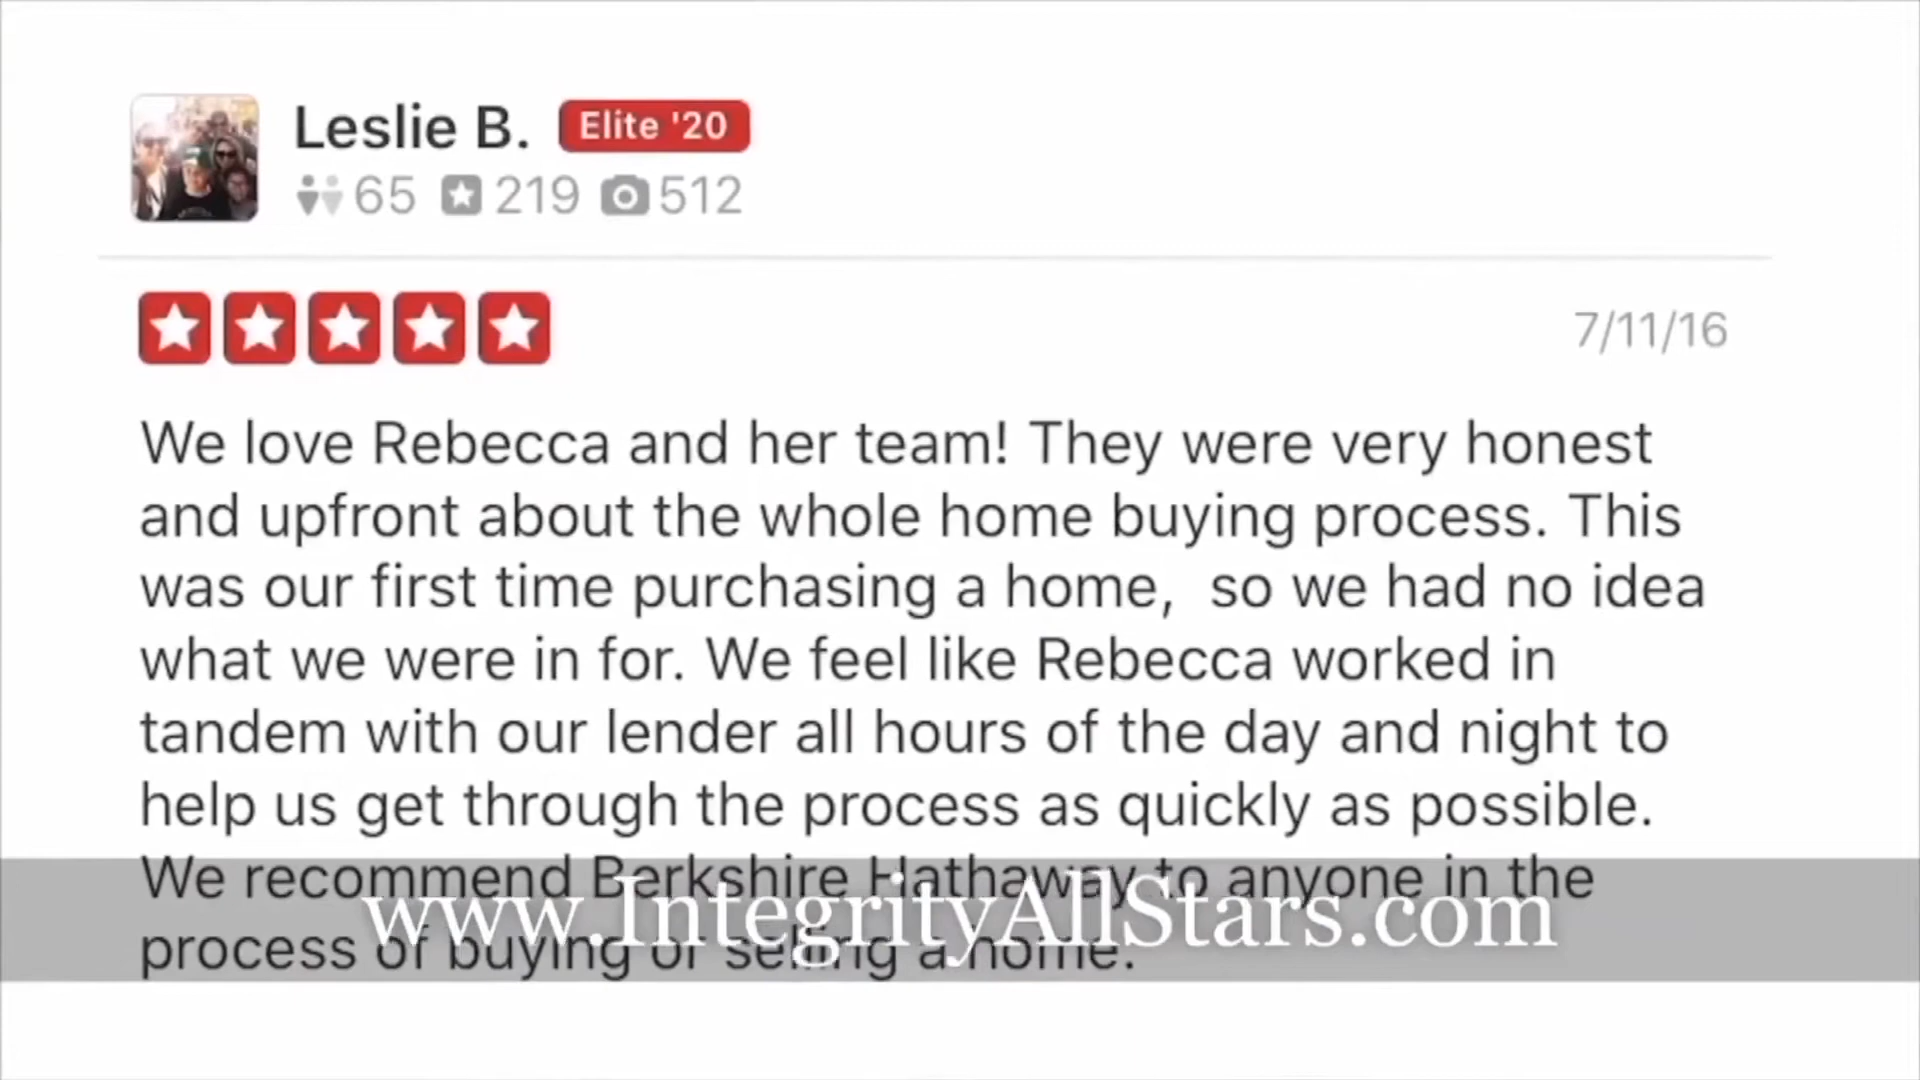 Leslie B. Elite '20
65 219 512
7/11/16
We love Rebecca and her team! They were very honest
and upfront about the whole home buying process. This
was our first time purchasing a home,  so we had no idea
what we were in for. We feel like Rebecca worked in
tandem with our lender all hours of the day and night to
help us get through the process as quickly as possible.
We recommend Berkshire Hathaway to anyone in the
www.IntegrityAllStars.com
process of buying or selling a home.